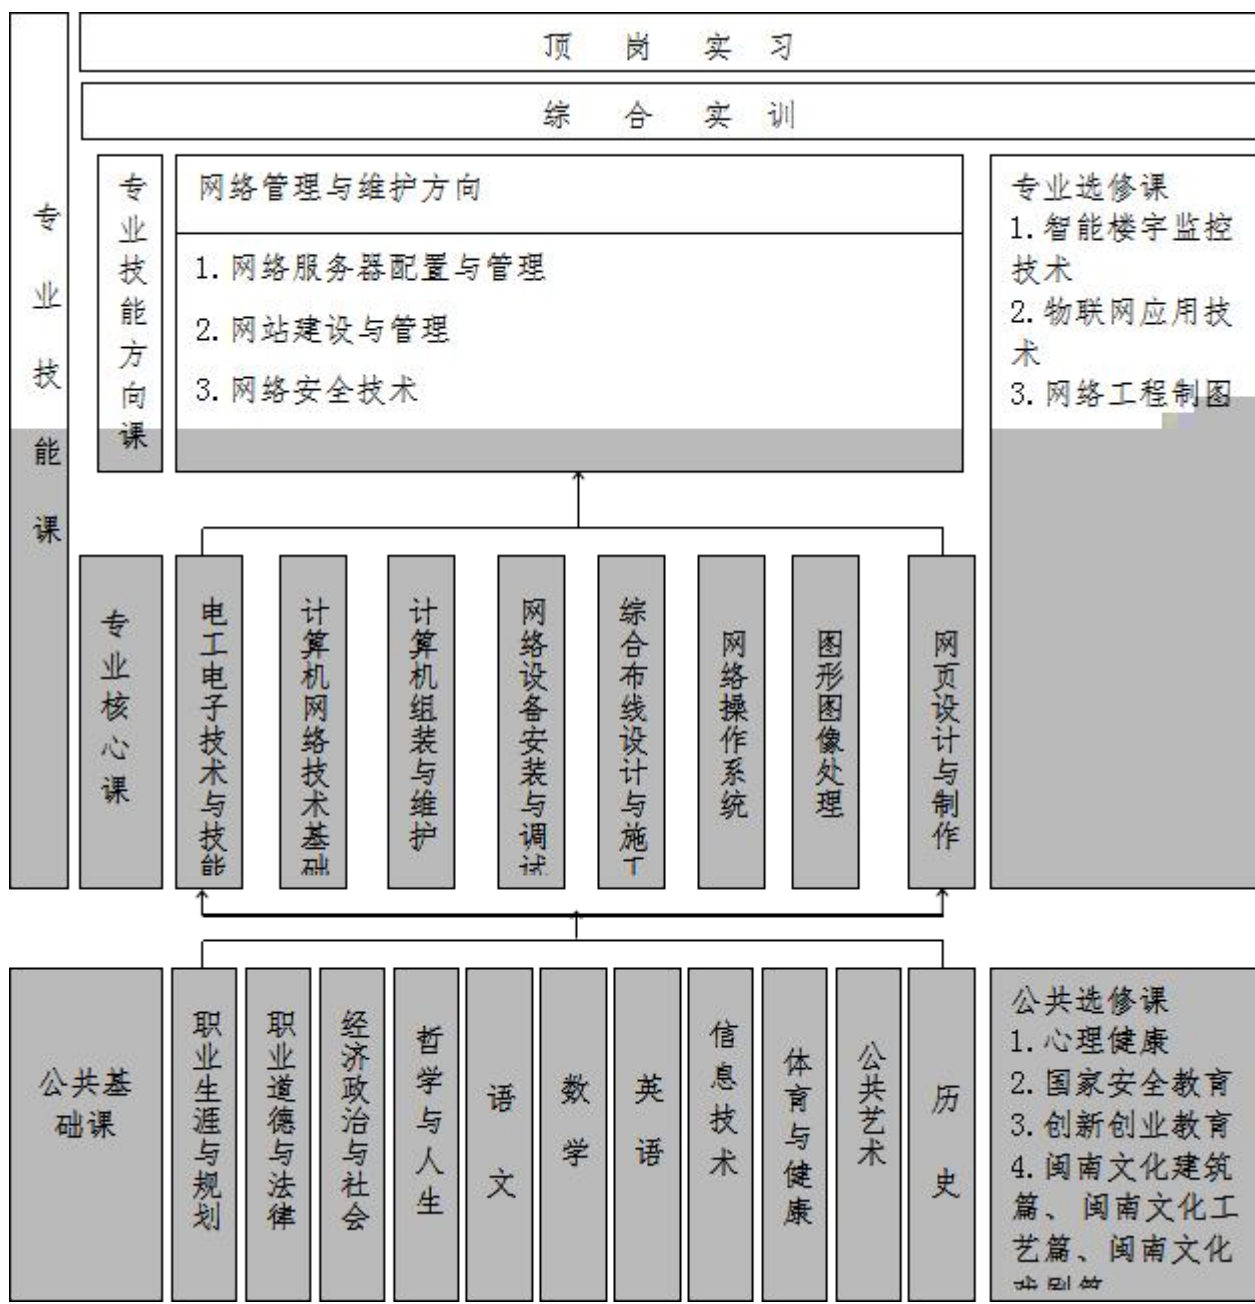 顶岗实习
综合实训
专业技能课
专业技能方向课
网络管理与维护方向
1.网络服务器配置与管理
2.网站建设与管理
3.网络安全技术
专业选修课
1.智能楼宇监控
技术
2.物联网应用技
术
3.网络工程制图
专业核心课
电工电子技术与技能
计算机网络技术基础
计算机组装与维护
网络设备安装与调试
综合布线设计与施工
网络操作系统
图形图像处理
网页设计与制作
公共基
础课
职业生涯与规划
职业道德与法律
经济政治与社会
哲学与人生
语文
数学
英语
信息技术
体育与健康
公共艺术
历史
公共选修课
1.心理健康
2.国家安全教育
3.创新创业教育
4.闽南文化建筑
篇、闽南文化工
艺篇、闽南文化
戏剧篇